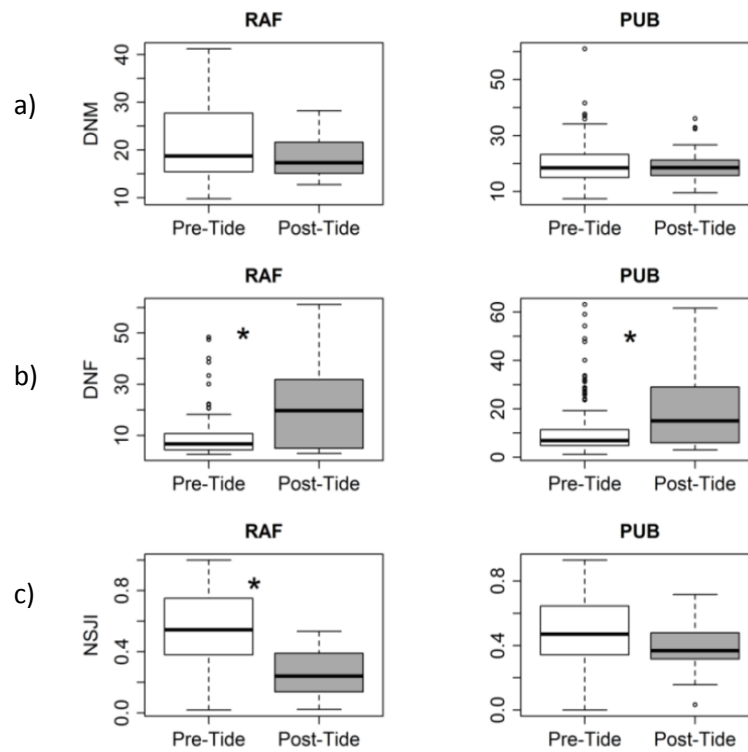 RAF PUB
a) DNM 40 30 20 10 50 30 10
Pre-Tide Post-Tide Pre-Tide Post-Tide
RAF PUB
b) DNF 50 30 10 * 60 40 20 0 *
Pre-Tide Post-Tide Pre-Tide Post-Tide
RAF PUB
c) NSJI 0.8 0.4 0.0 * 0.8 0.4 0.0
Pre-Tide Post-Tide Pre-Tide Post-Tide